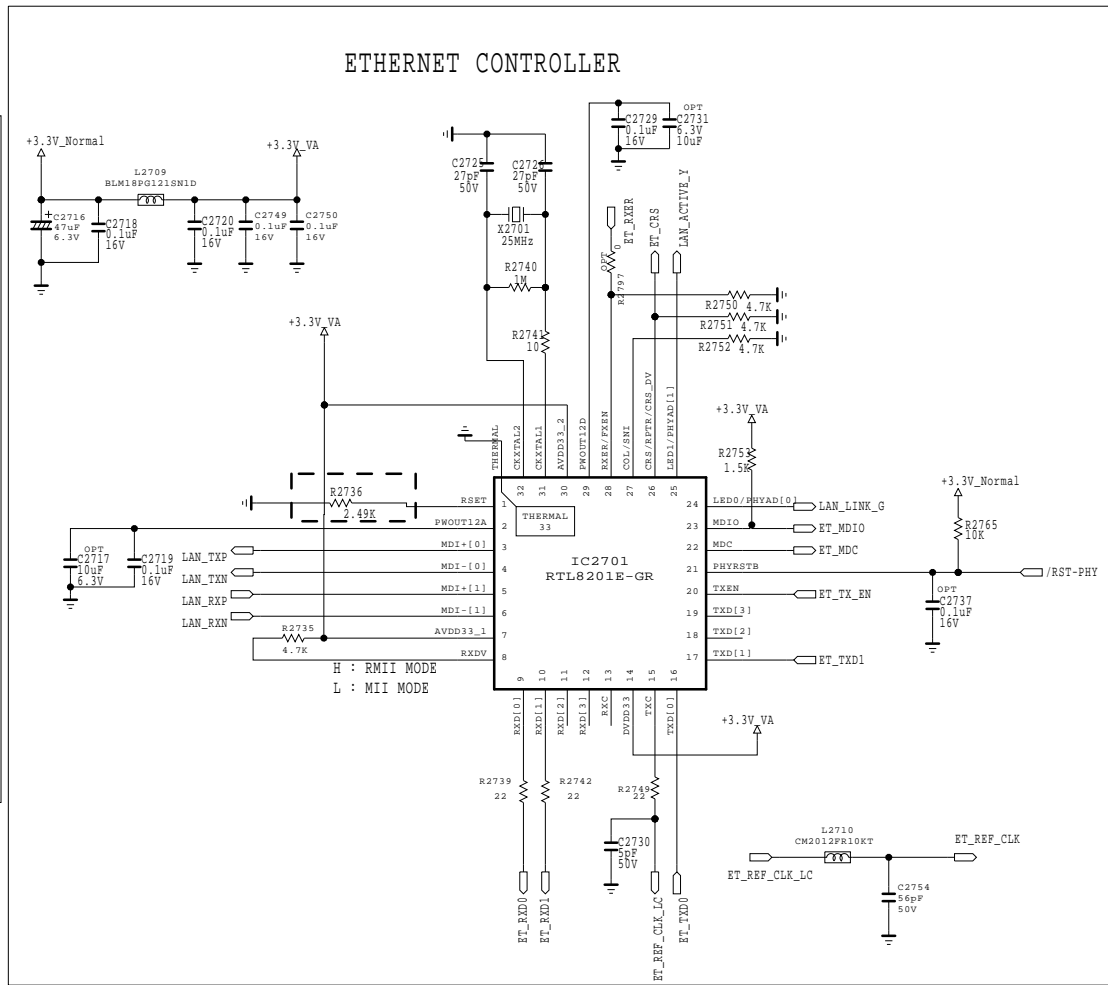 ETHERNET CONTROLLER
+3.3V_Normal
L2709
BLM18PG121SN1D
+3.3V_VA
C2716
47uF
6.3V
C2718
0.1uF
16V
C2720
0.1uF
16V
C2749
0.1uF
16V
C2750
0.1uF
16V
C2725
27pF
50V
C2726
27pF
50V
X2701
25MHz
R2740
1M
R2741
10
C2729
0.1uF
16V
OPT
C2731
6.3V
10uF
ET_RXER
ET_CRS
LAN_ACTIVE_Y
OPT
0
R2797
R2750
4.7K
R2751
4.7K
R2752
4.7K
+3.3V_VA
+3.3V_VA
R2753
1.5K
+3.3V_Normal
R2765
10K
THERMAL
CKXTAL2
CKXTAL1
AVDD33_2
PWOUT12D
RXER/FXEN
COL/SNI
CRS/RPTR/CRS_DV
LED1/PHYAD[1]
32
31
30
29
28
27
26
25
R2736
2.49K
RSET
1
PWOUT12A
2
MDI+[0]
3
MDI-[0]
4
MDI+[1]
5
MDI-[1]
6
AVDD33_1
7
RXDV
8
THERMAL
33
IC2701
RTL8201E-GR
24
LED0/PHYAD[0]
LAN_LINK_G
23
MDIO
ET_MDIO
22
MDC
ET_MDC
21
PHYRSTB
/RST-PHY
20
TXEN
ET_TX_EN
19
TXD[3]
18
TXD[2]
17
TXD[1]
ET_TXD1
OPT
C2717
10uF
6.3V
C2719
0.1uF
16V
LAN_TXP
LAN_TXN
LAN_RXP
LAN_RXN
R2735
4.7K
H : RMII MODE
L : MII MODE
OPT
C2737
0.1uF
16V
9
10
11
12
13
14
15
16
RXD[0]
RXD[1]
RXD[2]
RXD[3]
RXC
DVDD33
TXC
TXD[0]
+3.3V_VA
R2739
22
R2742
22
R2749
22
C2730
5pF
50V
ET_RXD0
ET_RXD1
ET_REF_CLK_LC
ET_TXD0
L2710
CM2012FR10KT
ET_REF_CLK_LC
ET_REF_CLK
C2754
56pF
50V